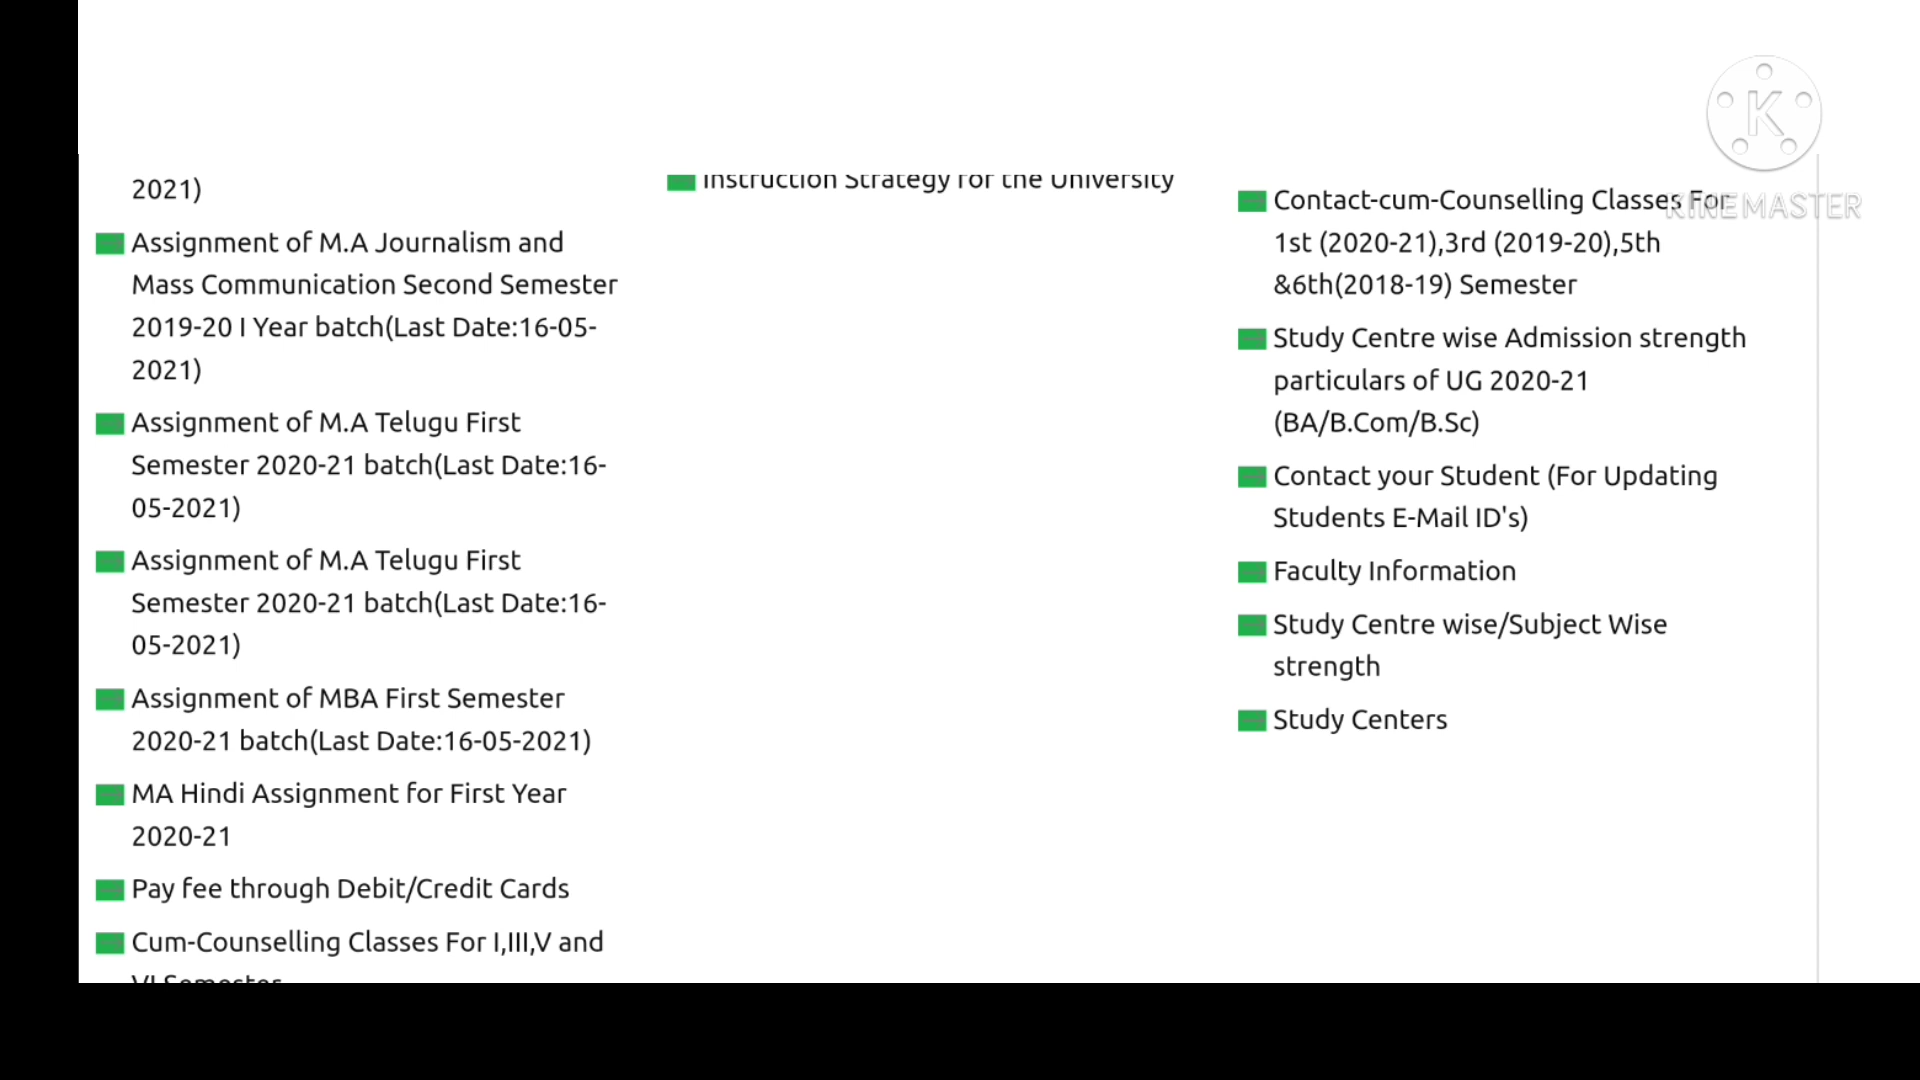 2021)
Assignment of M.A Journalism and
Mass Communication Second Semester
2019-20 I Year batch(Last Date:16-05-
2021)
Assignment of M.A Telugu First
Semester 2020-21 batch(Last Date:16-
05-2021)
Assignment of M.A Telugu First
Semester 2020-21 batch(Last Date:16-
05-2021)
Assignment of MBA First Semester
2020-21 batch(Last Date:16-05-2021)
MA Hindi Assignment for First Year
2020-21
Pay fee through Debit/Credit Cards
Cum-Counselling Classes For I,III,V and
VI Semester
Instruction Strategy for the University
Contact-cum-Counselling Classes For
1st (2020-21),3rd (2019-20),5th
&6th(2018-19) Semester
Study Centre wise Admission strength
particulars of UG 2020-21
(BA/B.Com/B.Sc)
Contact your Student (For Updating
Students E-Mail ID's)
Faculty Information
Study Centre wise/Subject Wise
strength
Study Centers
K
KINEMASTER